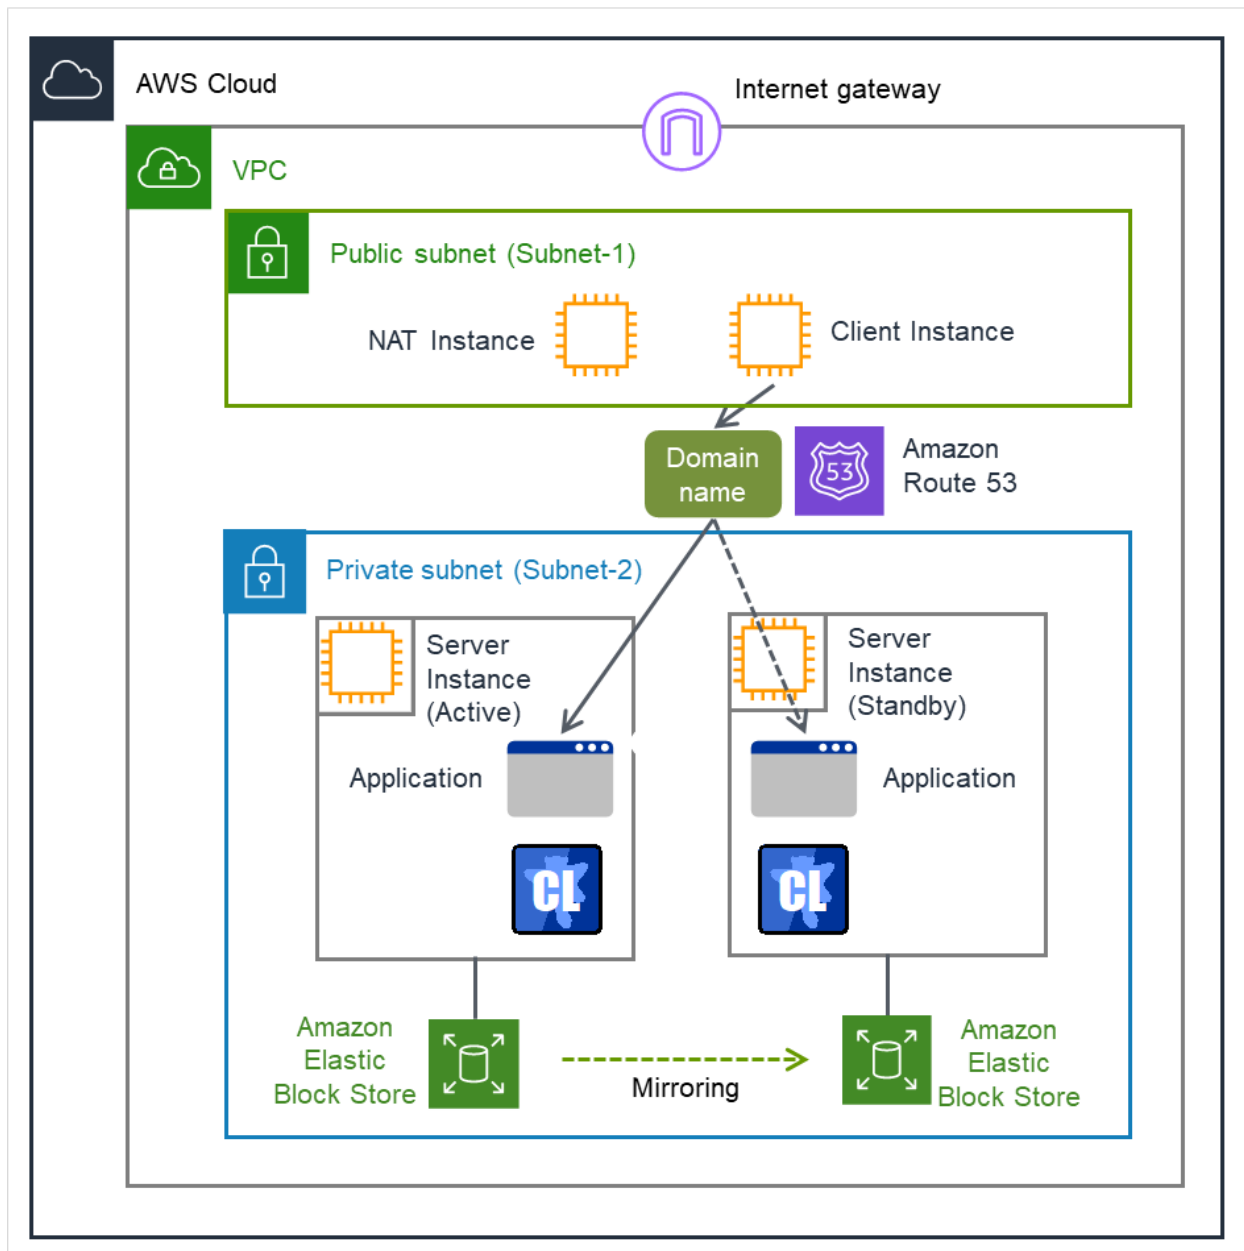 AWS Cloud
Internet gateway
VPC
Public subnet (Subnet-1)
NAT Instance
Client Instance
Domain
name
53
Amazon
Route 53
Private subnet (Subnet-2)
Server
Instance
(Active)
Server
Instance
(Standby)
Application
Application
CL
CL
Amazon
Elastic
Block Store
Mirroring
Amazon
Elastic
Block Store